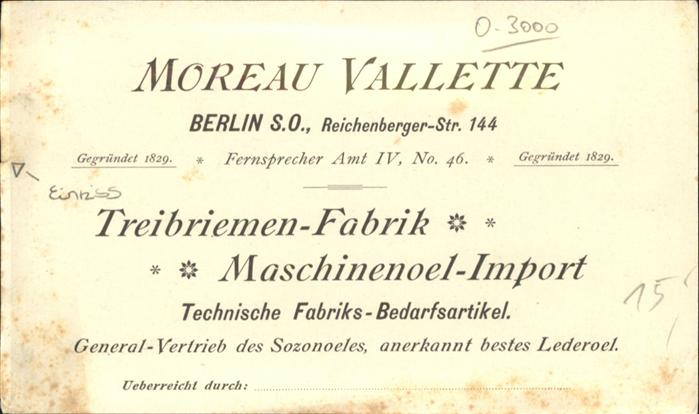 O-3000
MOREAU VALLETTE
BERLIN S.O., Reichenberger-Str. 144
Gegründet 1829. * Fernsprecher Amt IV, No. 46. * Gegründet 1829.
Einriss
Treibriemen-Fabrik * *
* * Maschinenoel-Import
Technische Fabriks-Bedarfsartikel.
15,
General-Vertrieb des Sozonoeles, anerkannt bestes Lederoel.
Ueberreicht durch: